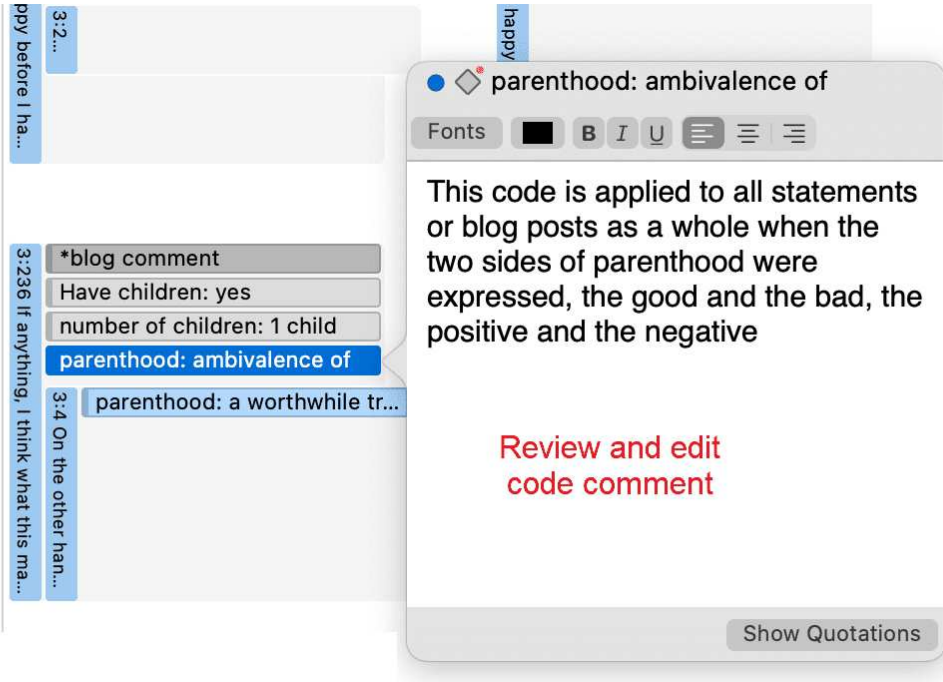 ppy before I ha...
3:2...
happy
3:236 If anything, I think what this ma...
*blog comment
Have children: yes
number of children: 1 child
parenthood: ambivalence of
3:4 On the other han...
parenthood: a worthwhile tr...
parenthood: ambivalence of
Fonts B I U
This code is applied to all statements
or blog posts as a whole when the
two sides of parenthood were
expressed, the good and the bad, the
positive and the negative
Review and edit
code comment
Show Quotations